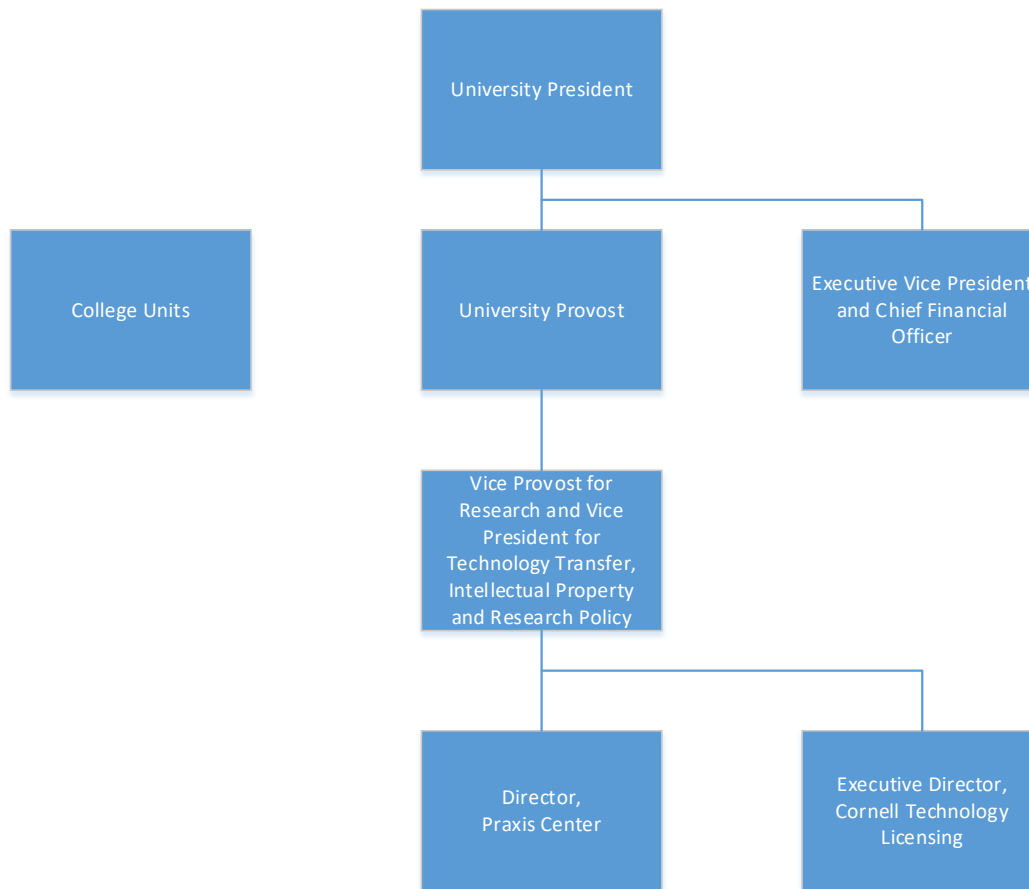 University President
College Units
University Provost
Executive Vice President
and Chief Financial
Officer
Vice Provost for
Research and Vice
President for
Technology Transfer,
Intellectual Property
and Research Policy
Director,
Praxis Center
Executive Director,
Cornell Technology
Licensing